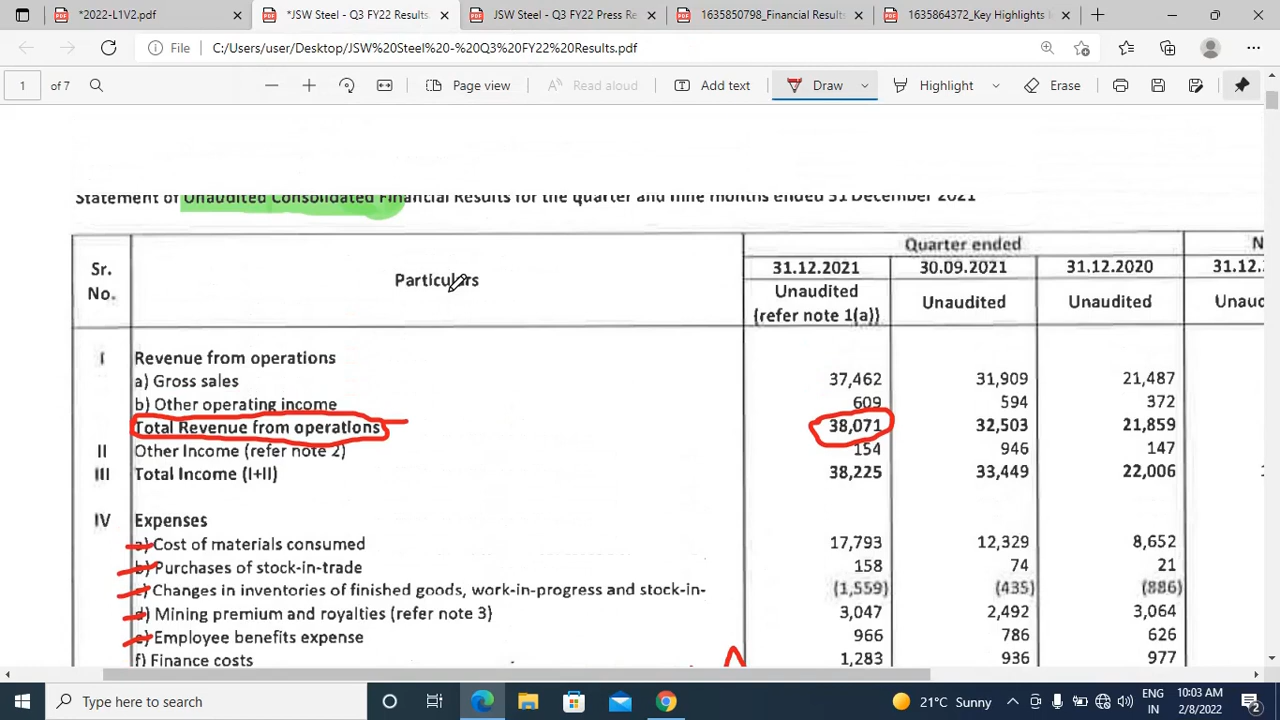 *2022-L1V2.pdf
*JSW Steel - Q3 FY22 Results.
JSW Steel - Q3 FY22 Press Re
1635850798_Financial Results
1635864372_Key Highlights
File C:/Users/user/Desktop/JSW%20Steel%20-%20Q3%20FY22%20Results.pdf
1 of 7 Page view Read aloud Add text Draw Highlight Erase
Statement of Unaudited Consolidated Financial Results for the quarter and nine months ended 31 December 2021
Sr. No. Particulars Quarter ended
31.12.2021 30.09.2021 31.12.2020 31.12.
Unaudited (refer note 1(a)) Unaudited Unaudited
I Revenue from operations
a) Gross sales 37,462 31,909 21,487
b) Other operating income 609 594 372
Total Revenue from operations 38,071 32,503 21,859
II Other Income (refer note 2) 154 946 147
III Total Income (I+II) 38,225 33,449 22,006
IV Expenses
a) Cost of materials consumed 17,793 12,329 8,652
b) Purchases of stock-in-trade 158 74 21
c) Changes in inventories of finished goods, work-in-progress and stock-in- (1,559) (435) (886)
d) Mining premium and royalties (refer note 3) 3,047 2,492 3,064
e) Employee benefits expense 966 786 626
f) Finance costs 1,283 936 977
Type here to search 21°C Sunny ENG IN 10:03 AM 2/8/2022 2